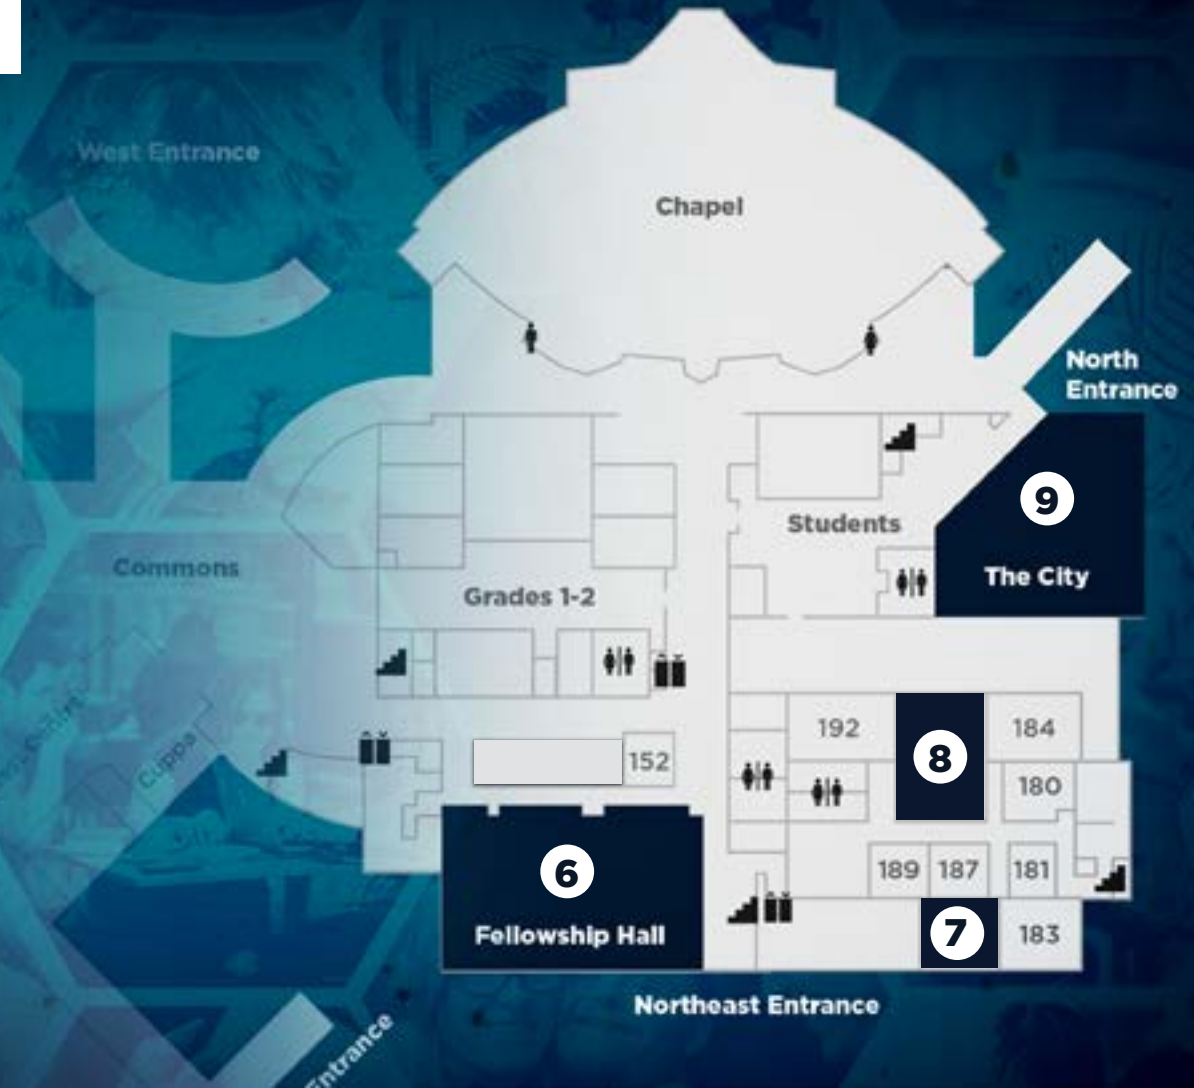 West Entrance
Chapel
North
Entrance
9
Students
The City
Commons
Grades 1-2
192
8
184
152
180
Cuppa
6
189
187
181
Fellowship Hall
7
183
Northeast Entrance
Entrance